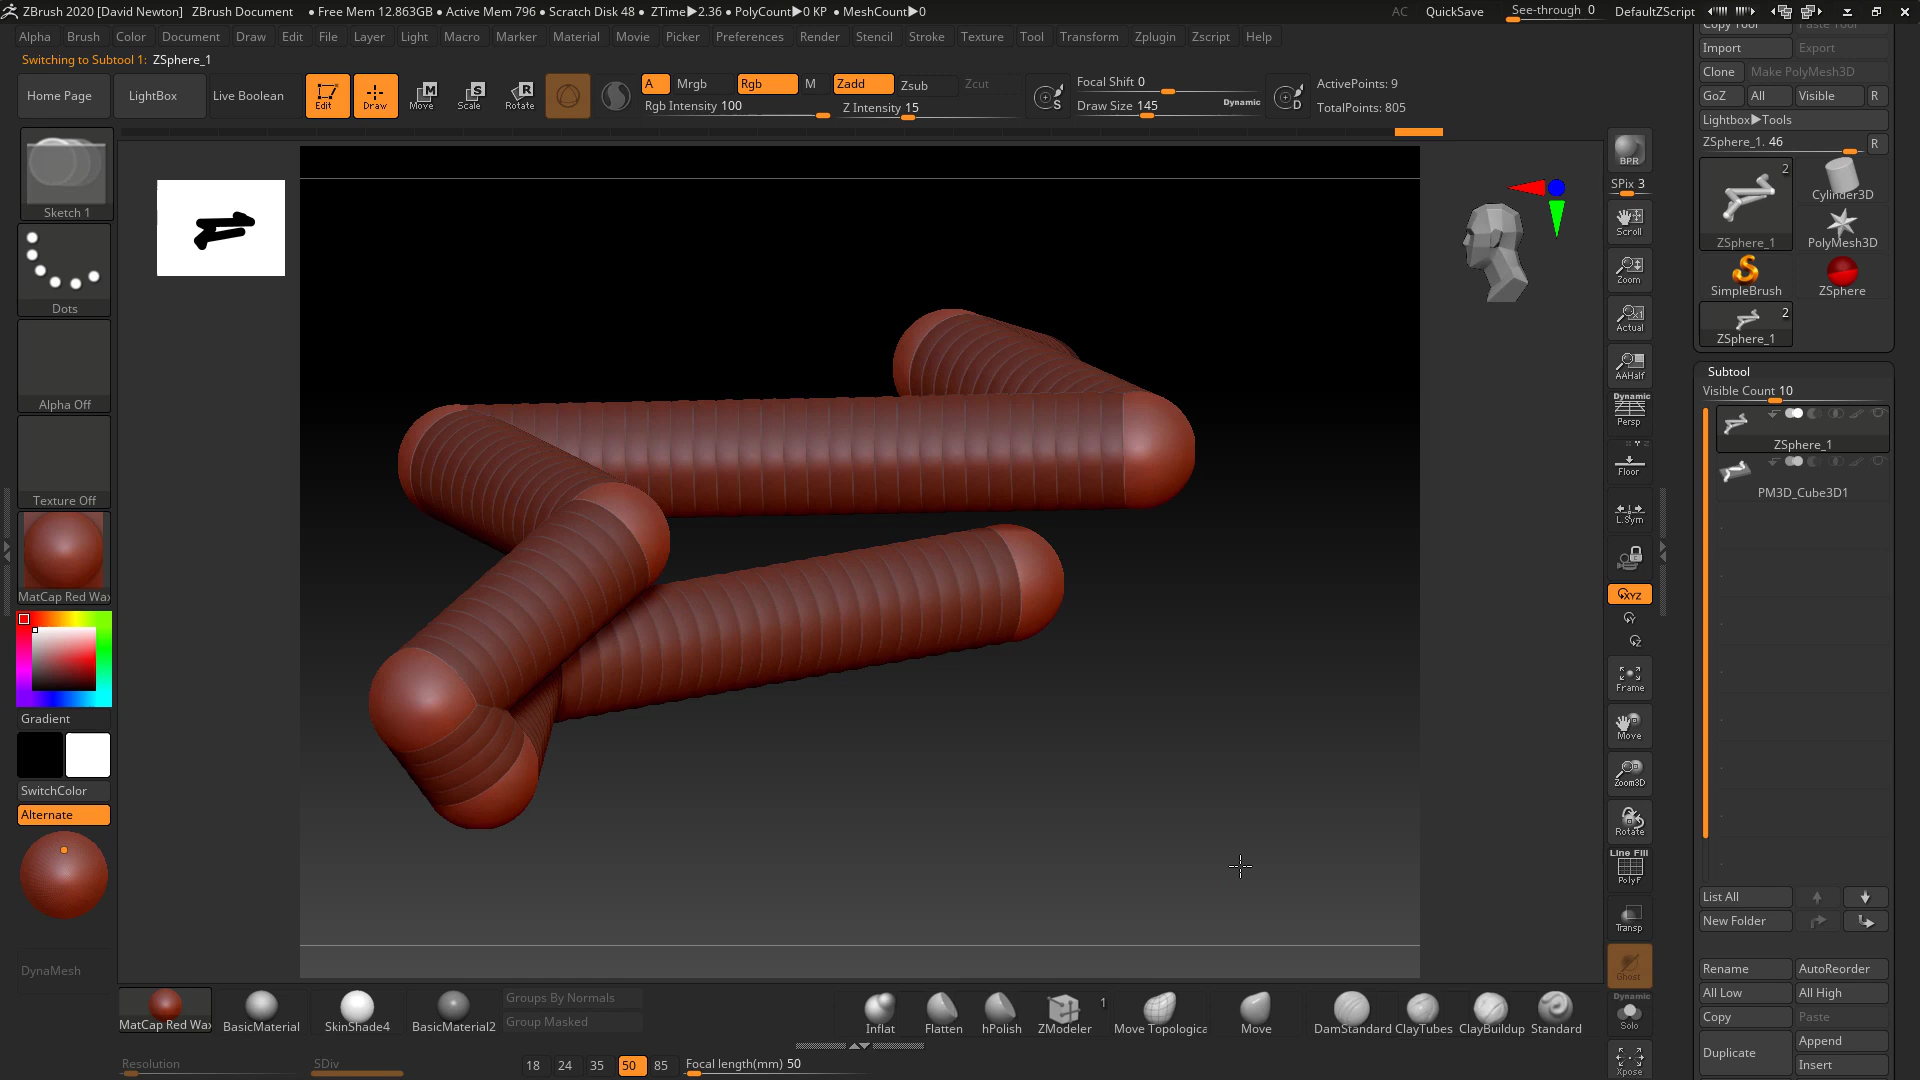 ZBrush 2020 [David Newton] ZBrush Document • Free Mem 12.863GB • Active Mem 796 • Scratch Disk 48 • ZTime▶2.36 • PolyCount▶0 KP • MeshCount▶0 AC QuickSave See-through 0 DefaultZScript
Alpha Brush Color Document Draw Edit File Layer Light Macro Marker Material Movie Picker Preferences Render Stencil Stroke Texture Tool Transform Zplugin Zscript Help
Switching to Subtool 1: ZSphere_1
Home Page LightBox Live Boolean Edit Draw Move Scale Rotate
A Mrgb Rgb M Zadd Zsub Zcut
Rgb Intensity 100 Z Intensity 15
Focal Shift 0
Draw Size 145 Dynamic
ActivePoints: 9
TotalPoints: 805
Sketch 1
Dots
Alpha Off
Texture Off
MatCap Red Wax
Gradient
SwitchColor
Alternate
DynaMesh
BPR
SPix 3
Scroll
Zoom
Actual
AAHalf
Dynamic
Persp
Floor
L.Sym
XYZ
Frame
Move
Zoom3D
Rotate
Line Fill
PolyF
Transp
Ghost
Dynamic
Solo
Xpose
Copy Tool Paste Tool
Import Export
Clone Make PolyMesh3D
GoZ All Visible R
Lightbox▶Tools
ZSphere_1. 46 R
2
ZSphere_1
Cylinder3D
PolyMesh3D
SimpleBrush ZSphere
2
ZSphere_1
Subtool
Visible Count 10
ZSphere_1
PM3D_Cube3D1
List All
New Folder
Rename AutoReorder
All Low All High
Copy Paste
Duplicate Append
Insert
MatCap Red Wax BasicMaterial SkinShade4 BasicMaterial2
Groups By Normals
Group Masked
Inflat Flatten hPolish ZModeler 1 Move Topologica Move DamStandard ClayTubes ClayBuildup Standard
Resolution SDiv 18 24 35 50 85 Focal length(mm) 50